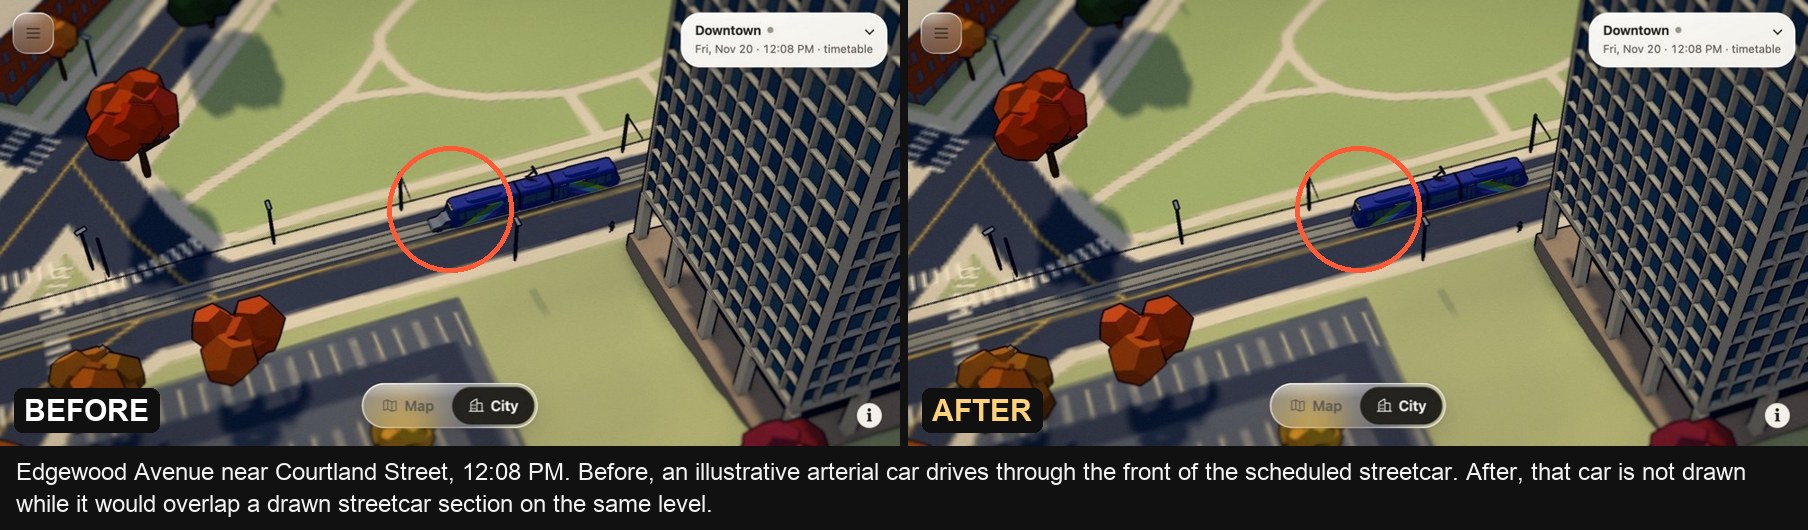 Downtown
Fri, Nov 20 · 12:08 PM · timetable
Map
City
i
BEFORE
Downtown
Fri, Nov 20 · 12:08 PM · timetable
Map
City
i
AFTER
Edgewood Avenue near Courtland Street, 12:08 PM. Before, an illustrative arterial car drives through the front of the scheduled streetcar. After, that car is not drawn
while it would overlap a drawn streetcar section on the same level.